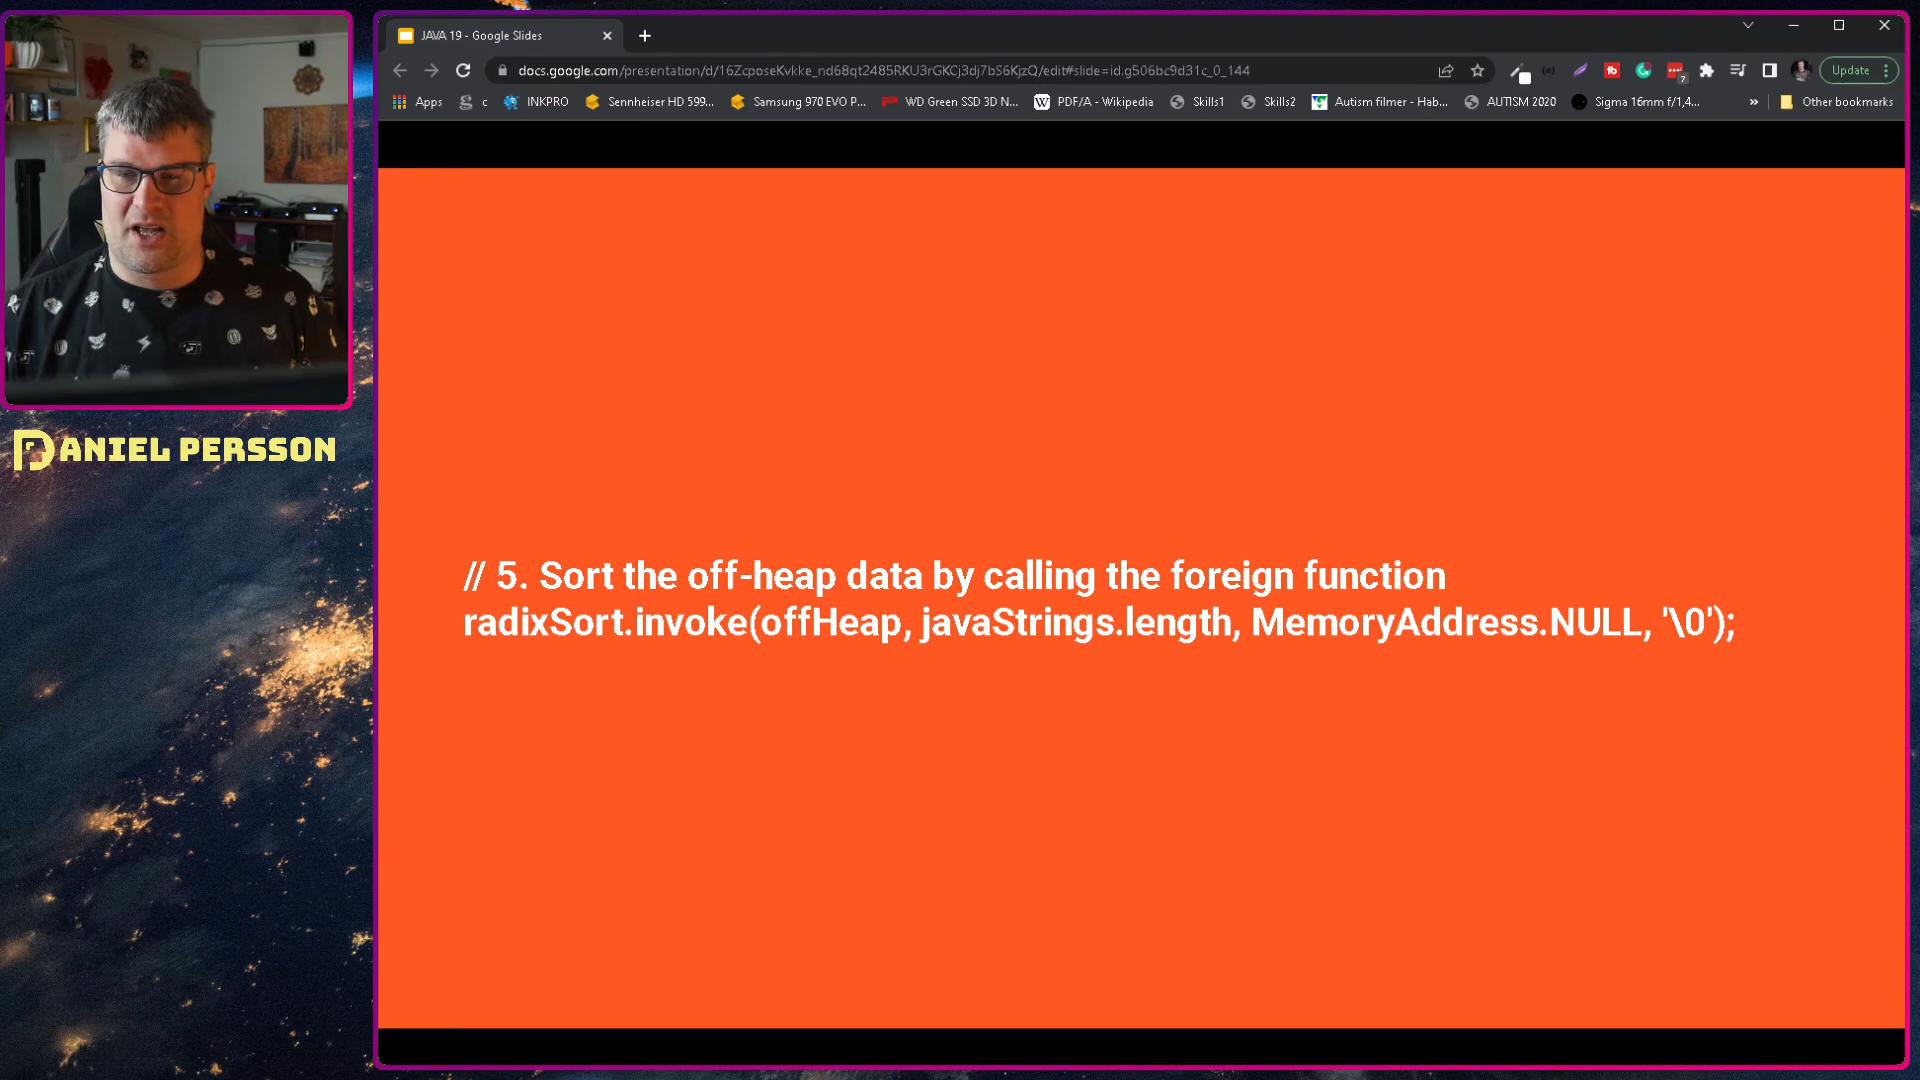 JAVA 19 - Google Slides
docs.google.com/presentation/d/16ZcposeKvkke_nd68qt2485RKU3rGKCj3dj7bS6KjzQ/edit#slide=id.g506bc9d31c_0_144
Update
Apps
c
INKPRO
Sennheiser HD 599...
Samsung 970 EVO P...
WD Green SSD 3D N...
PDF/A - Wikipedia
Skills1
Skills2
Autism filmer - Hab...
AUTISM 2020
Sigma 16mm f/1,4...
»
Other bookmarks
DANIEL PERSSON
// 5. Sort the off-heap data by calling the foreign function
radixSort.invoke(offHeap, javaStrings.length, MemoryAddress.NULL, '\0');